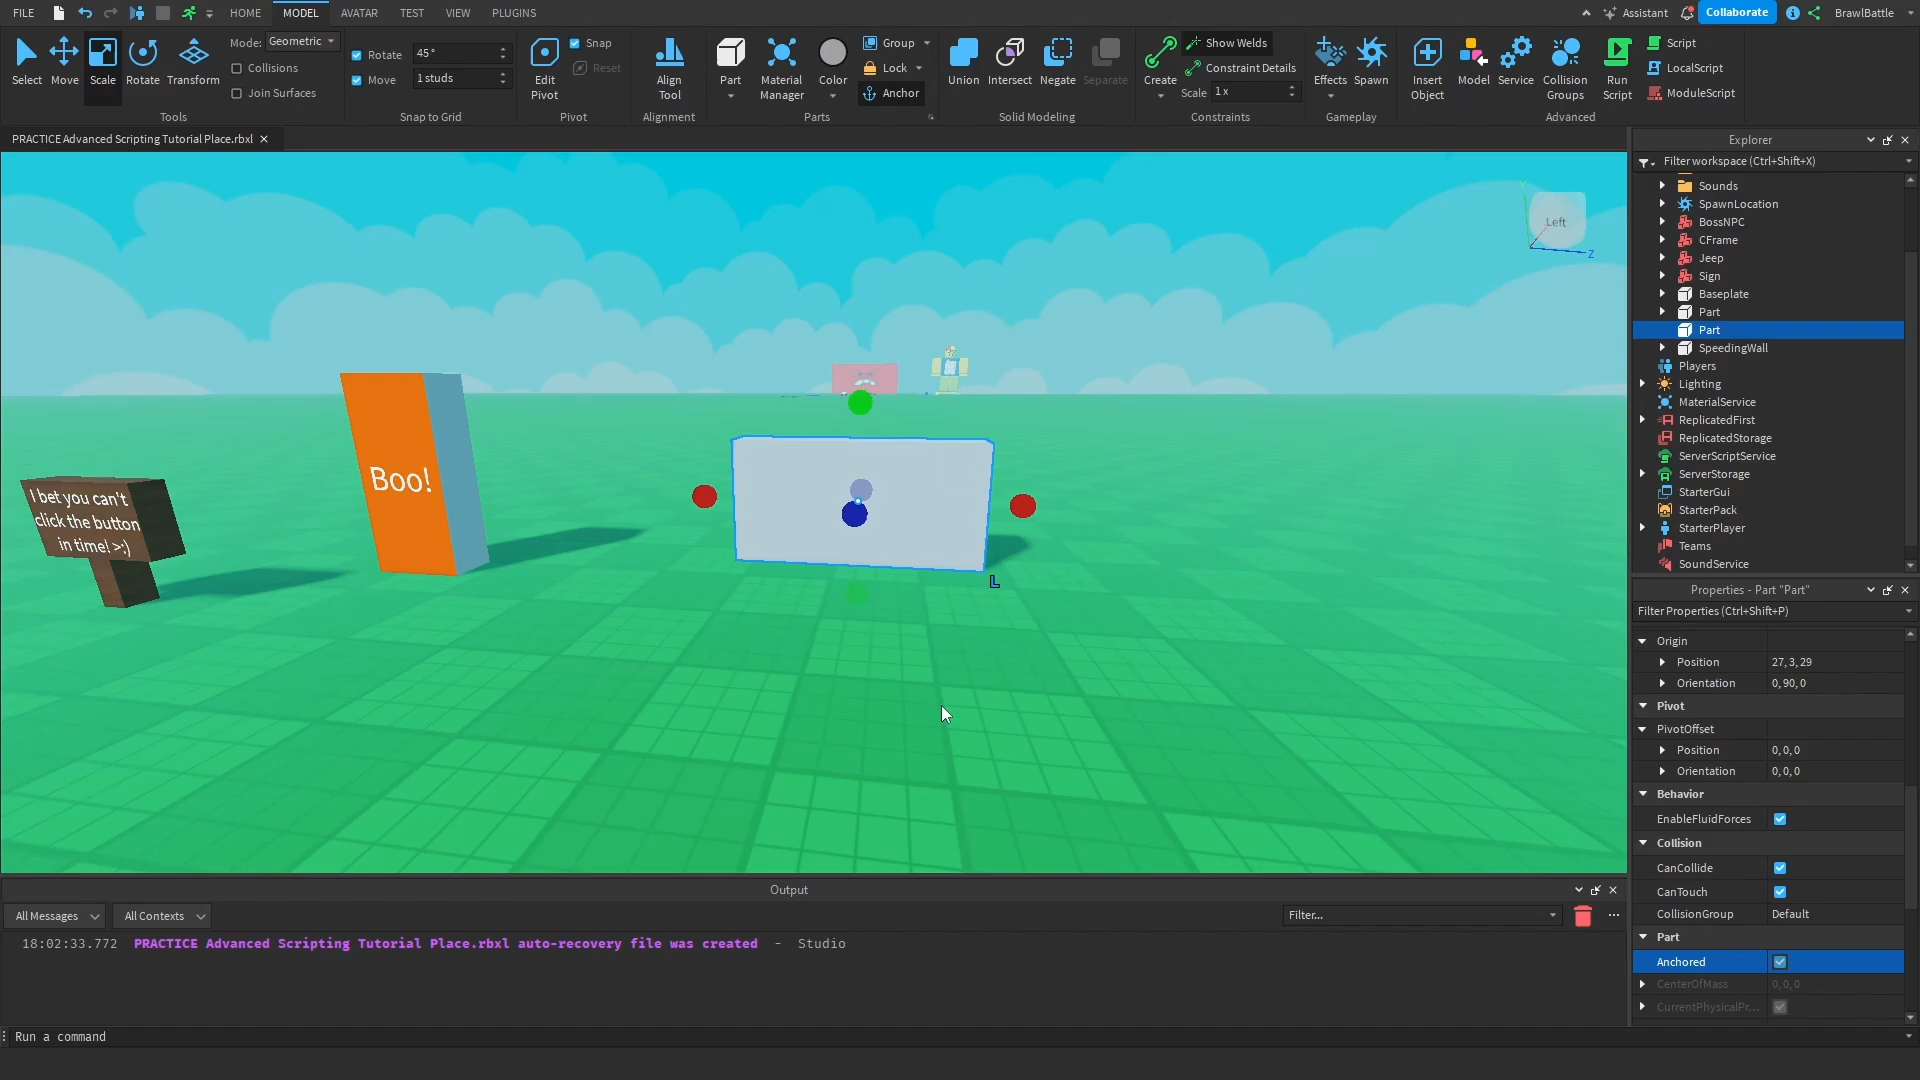 FILE
HOME
MODEL
AVATAR
TEST
VIEW
PLUGINS
Assistant
Collaborate
BrawlBattle
Select
Move
Scale
Rotate
Transform
Mode:
Geometric
Collisions
Join Surfaces
Tools
Rotate
45°
Move
1 studs
Snap to Grid
Edit
Pivot
Snap
Reset
Pivot
Align
Tool
Alignment
Part
Material
Manager
Color
Group
Lock
Anchor
Parts
Union
Intersect
Negate
Separate
Solid Modeling
Create
Show Welds
Constraint Details
Scale
1 x
Constraints
Effects
Spawn
Gameplay
Insert
Object
Model
Service
Collision
Groups
Run
Script
Script
LocalScript
ModuleScript
Advanced
PRACTICE Advanced Scripting Tutorial Place.rbxl
Left
Y
Z
I bet you can't
click the button
in time! >:)
Boo!
L
Explorer
Filter workspace (Ctrl+Shift+X)
Sounds
SpawnLocation
BossNPC
CFrame
Jeep
Sign
Baseplate
Part
Part
SpeedingWall
Players
Lighting
MaterialService
ReplicatedFirst
ReplicatedStorage
ServerScriptService
ServerStorage
StarterGui
StarterPack
StarterPlayer
Teams
SoundService
Properties - Part "Part"
Filter Properties (Ctrl+Shift+P)
Origin
Position
27, 3, 29
Orientation
0, 90, 0
Pivot
PivotOffset
Position
0, 0, 0
Orientation
0, 0, 0
Behavior
EnableFluidForces
Collision
CanCollide
CanTouch
CollisionGroup
Default
Part
Anchored
CenterOfMass
0, 0, 0
CurrentPhysicalPr...
Output
All Messages
All Contexts
Filter...
18:02:33.772 PRACTICE Advanced Scripting Tutorial Place.rbxl auto-recovery file was created - Studio
Run a command